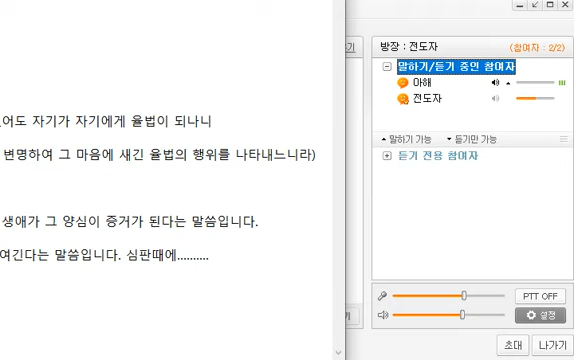 어도 자기가 자기에게 율법이 되나니
변명하여 그 마음에 새긴 율법의 행위를 나타내느니라)
생애가 그 양심이 증거가 된다는 말씀입니다.
여긴다는 말씀입니다. 심판때에..........
방장 : 전도자
(참여자 : 2/2)
말하기/듣기 중인 참여자
아해
전도자
말하기 가능
듣기만 가능
듣기 전용 참여자
PTT OFF
설정
초대
나가기